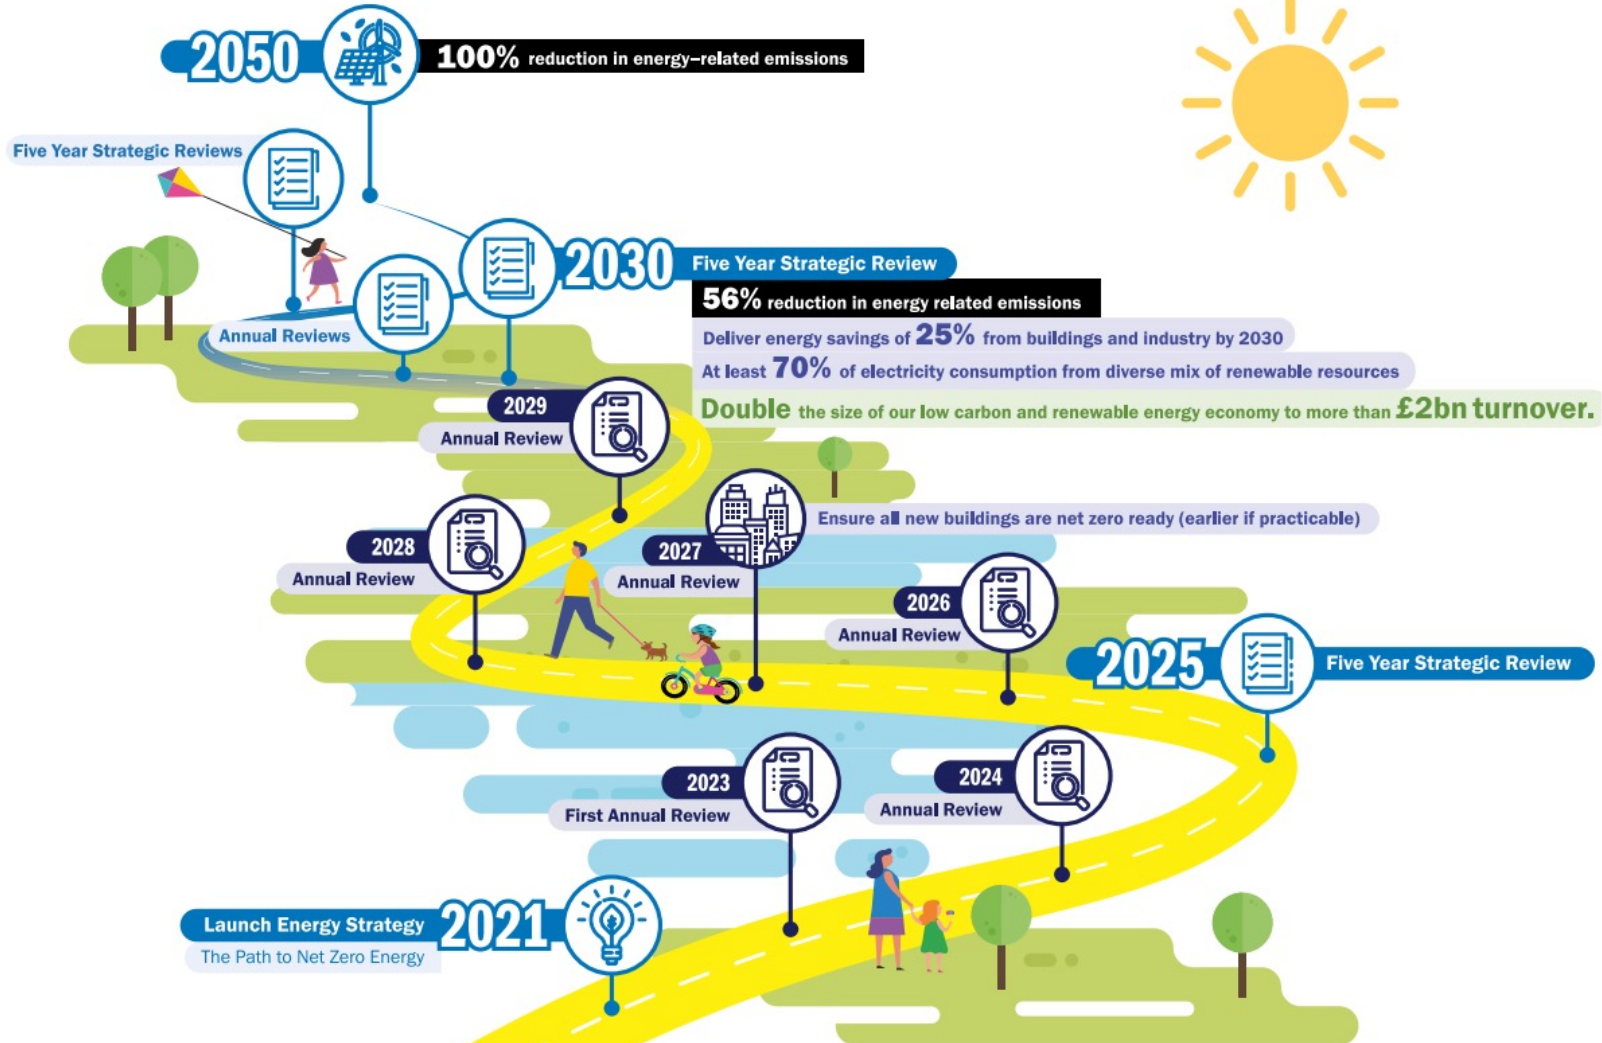 2050
100% reduction in energy–related emissions
Five Year Strategic Reviews
2030
Five Year Strategic Review
56% reduction in energy related emissions
Annual Reviews
Deliver energy savings of 25% from buildings and industry by 2030
At least 70% of electricity consumption from diverse mix of renewable resources
Double the size of our low carbon and renewable energy economy to more than £2bn turnover.
2029
Annual Review
Ensure all new buildings are net zero ready (earlier if practicable)
2028
Annual Review
2027
Annual Review
2026
Annual Review
2025
Five Year Strategic Review
2023
First Annual Review
2024
Annual Review
Launch Energy Strategy
2021
The Path to Net Zero Energy